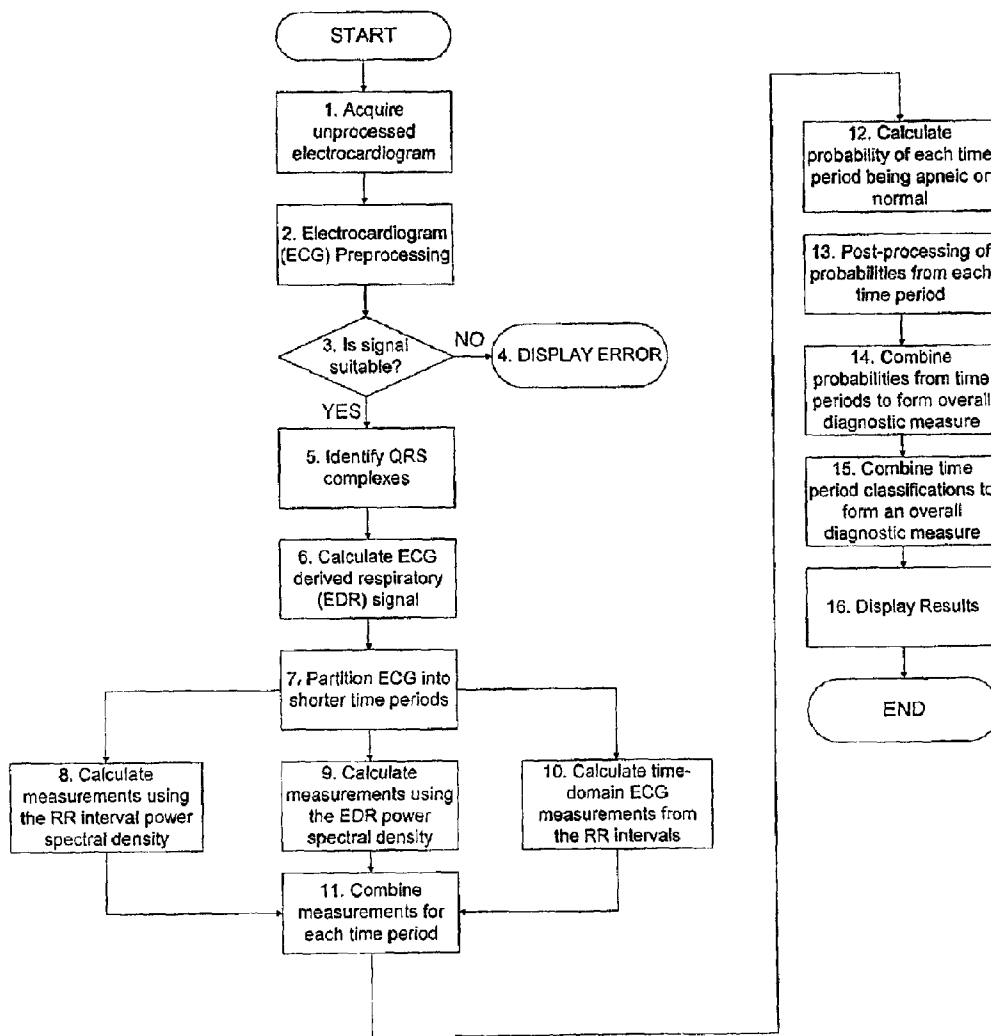 START
1. Acquire
unprocessed
electrocardiogram
2. Electrocardiogram
(ECG) Preprocessing
3. Is signal
suitable?
NO
4. DISPLAY ERROR
YES
5. Identify QRS
complexes
6. Calculate ECG
derived respiratory
(EDR) signal
7. Partition ECG into
shorter time periods
8. Calculate
measurements using
the RR interval power
spectral density
9. Calculate
measurements using
the EDR power
spectral density
10. Calculate time-
domain ECG
measurements from
the RR intervals
11. Combine
measurements for
each time period
12. Calculate
probability of each time
period being apneic or
normal
13. Post-processing of
probabilities from each
time period
14. Combine
probabilities from time
periods to form overall
diagnostic measure
15. Combine time
period classifications to
form an overall
diagnostic measure
16. Display Results
END